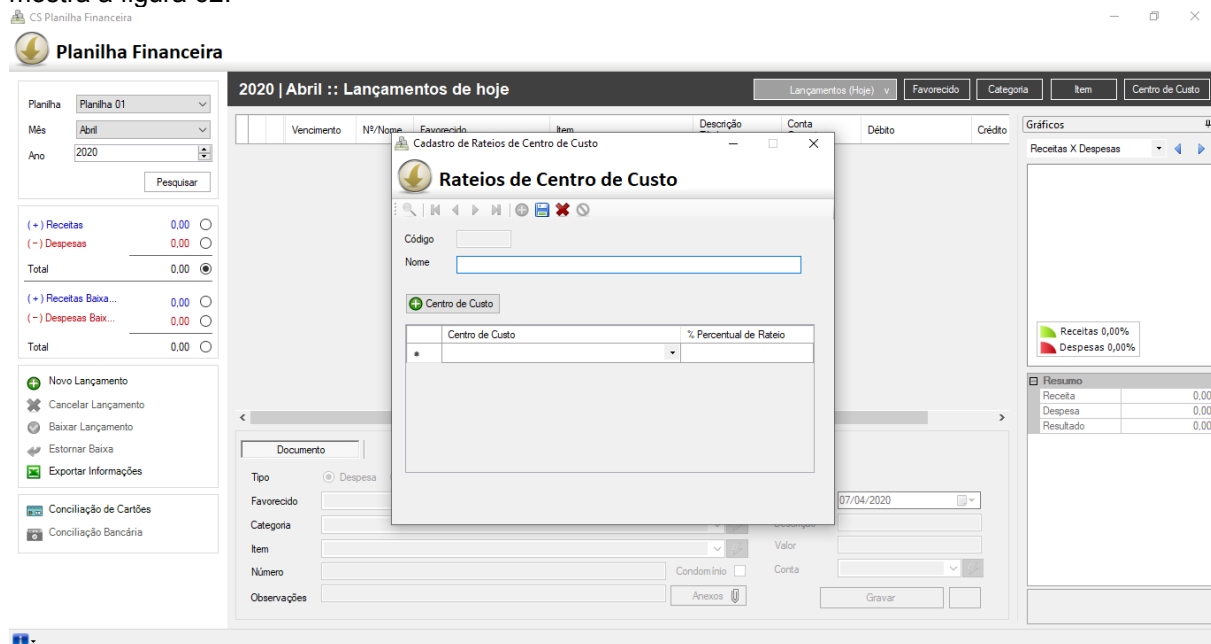 mostra a figura 62.
CS Planilha Financeira
Planilha Financeira
Planilha Planilha 01
Mês Abril
Ano 2020
Pesquisar
(+) Receitas 0,00
(-) Despesas 0,00
Total 0,00
(+) Receitas Baixa... 0,00
(-) Despesas Baix... 0,00
Total 0,00
Novo Lançamento
Cancelar Lançamento
Baixar Lançamento
Estornar Baixa
Exportar Informações
Conciliação de Cartões
Conciliação Bancária
2020 | Abril :: Lançamentos de hoje
Lançamentos (Hoje) v Favorecido Categoria Item Centro de Custo
Vencimento Nº/Nome Favorecido Item Descrição Conta Débito Crédito
Cadastro de Rateios de Centro de Custo
Rateios de Centro de Custo
Código
Nome
Centro de Custo
Centro de Custo % Percentual de Rateio
*
Documento
Tipo Despesa
Favorecido 07/04/2020
Categoria Descrição
Item Valor
Número Condomínio Conta
Observações Anexos Gravar
Gráficos
Receitas X Despesas
Receitas 0,00%
Despesas 0,00%
Resumo
Receita 0,00
Despesa 0,00
Resultado 0,00